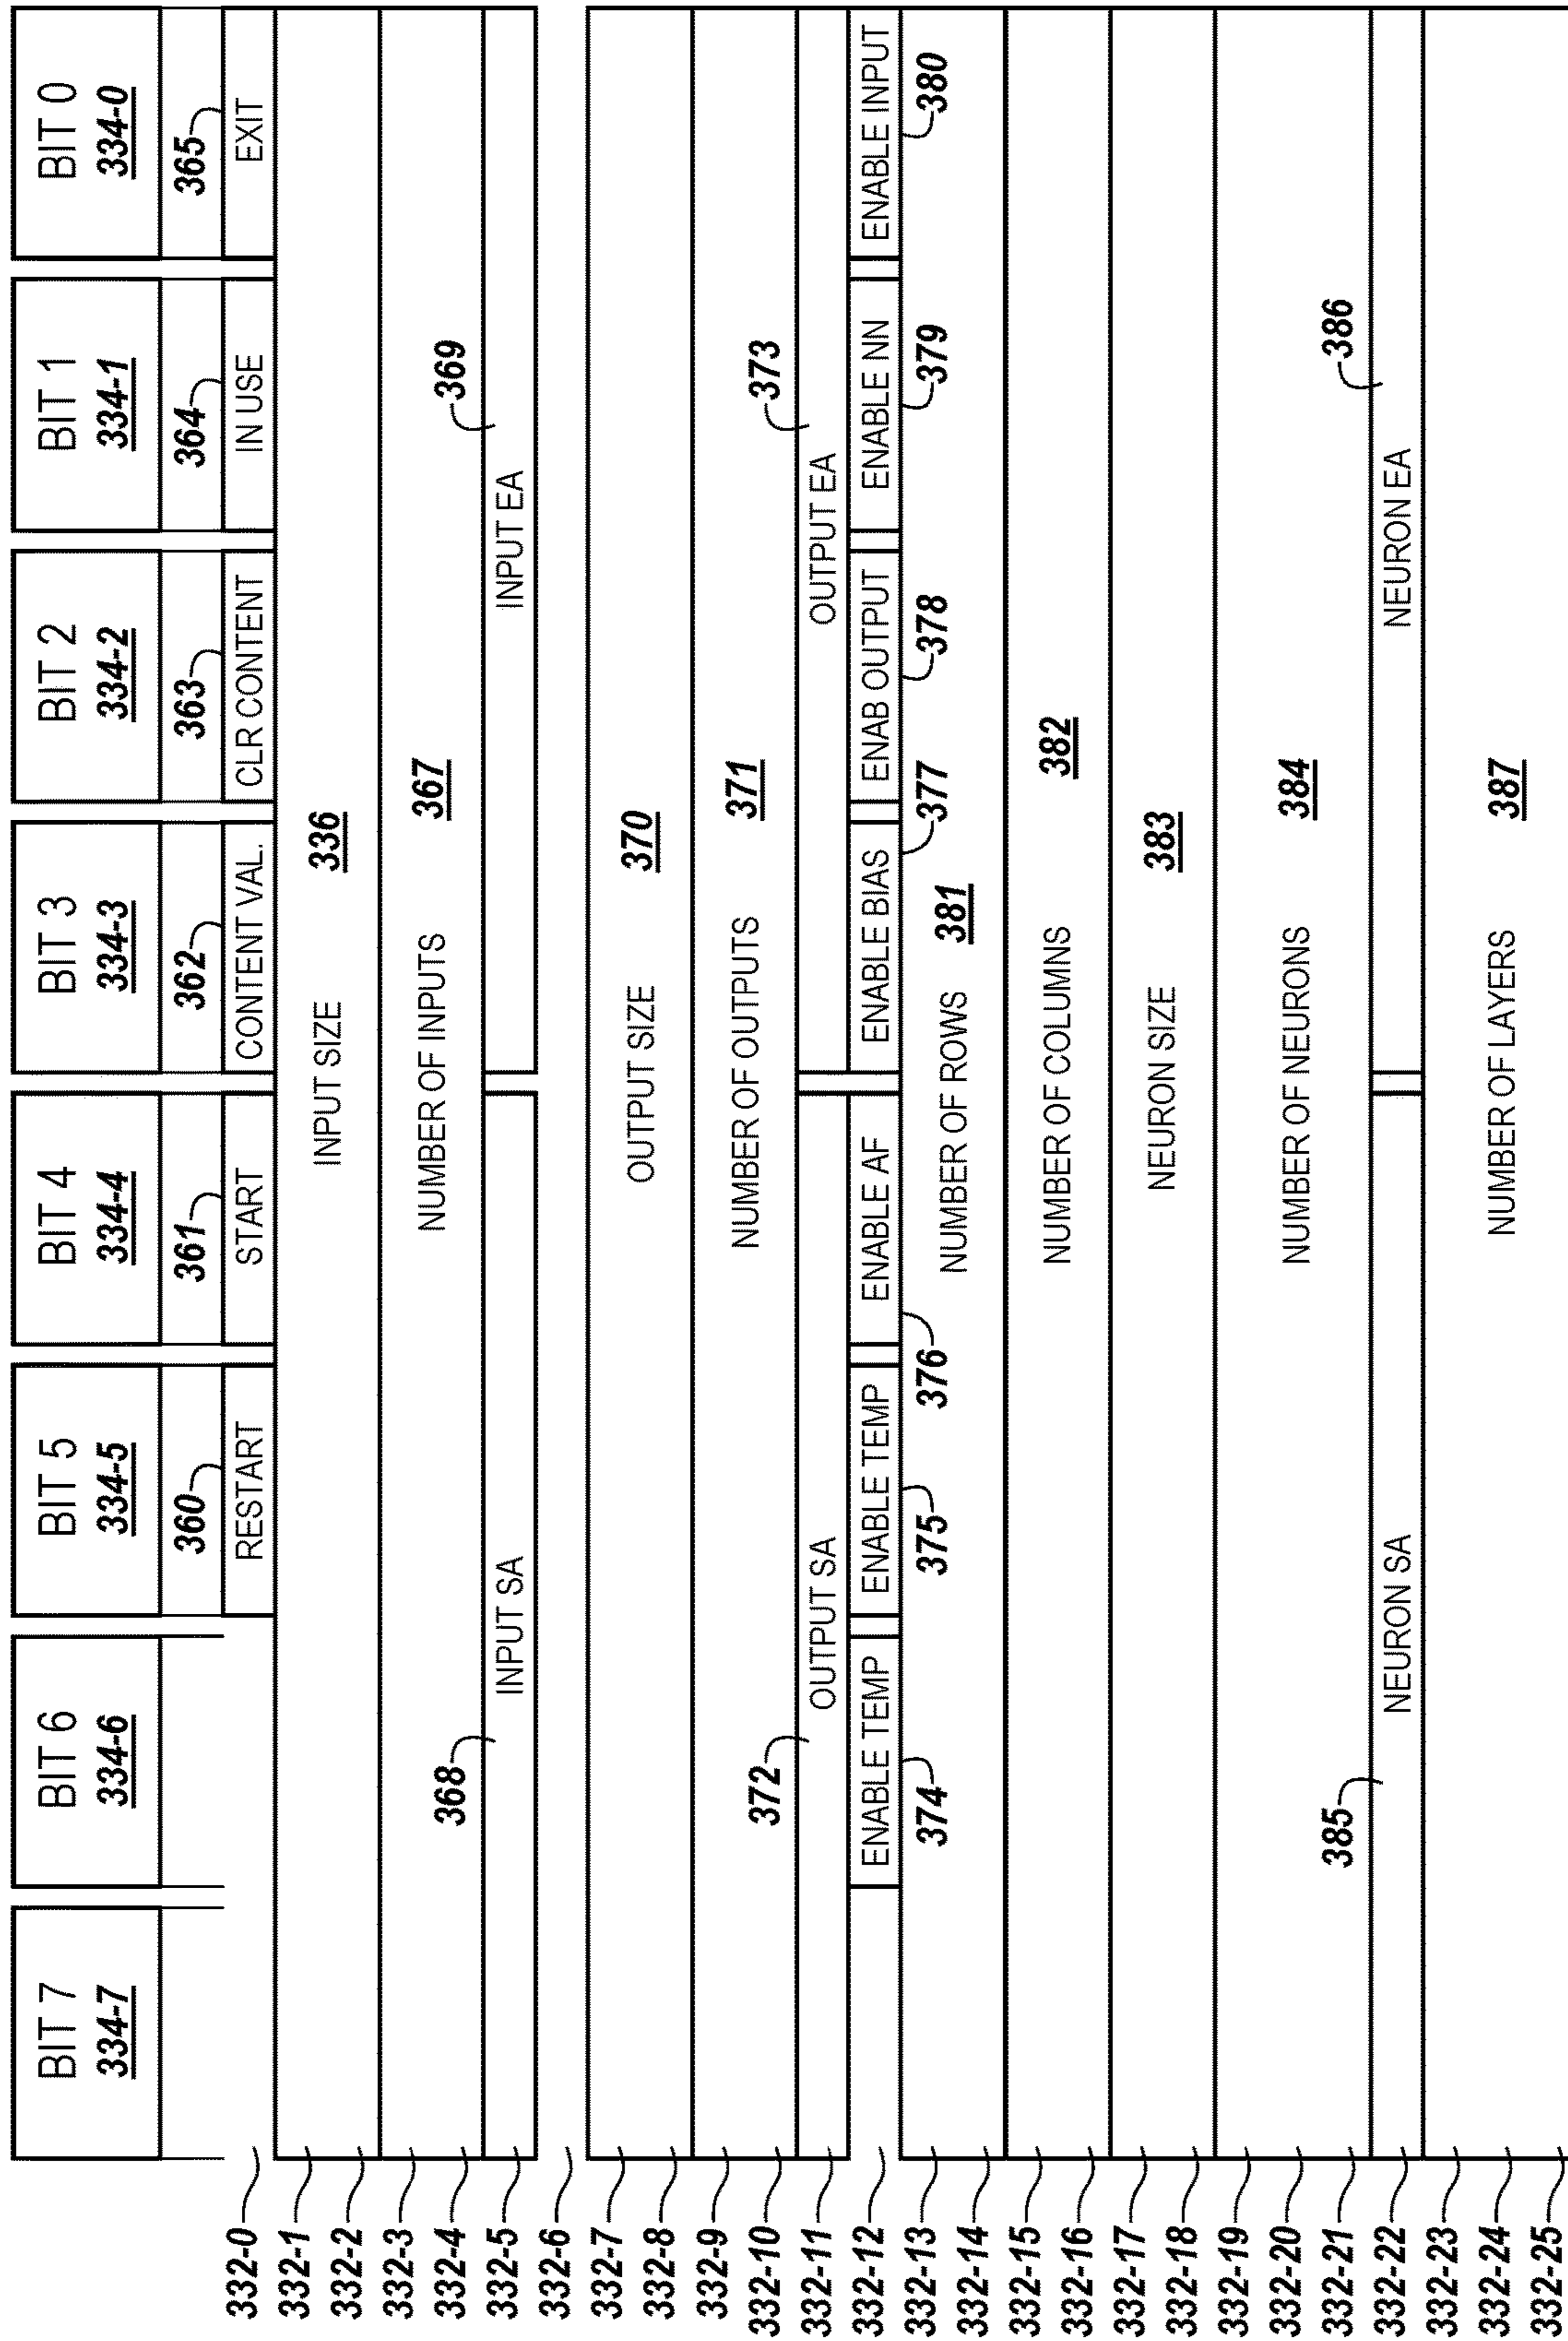 BIT 7 BIT 6 BIT 5 BIT 4 BIT 3 BIT 2 BIT 1 BIT 0
334-7 334-6 334-5 334-4 334-3 334-2 334-1 334-0
360 361 362 363 364 365
332-0 RESTART START CONTENT VAL. CLR CONTENT IN USE EXIT
332-1
INPUT SIZE 336
332-2
332-3
NUMBER OF INPUTS 367
332-4 368 369
332-5 INPUT SA INPUT EA
332-6
332-7
OUTPUT SIZE 370
332-8
332-9
NUMBER OF OUTPUTS 371
332-10 372 373
332-11 OUTPUT SA OUTPUT EA
332-12 ENABLE TEMP ENABLE TEMP ENABLE AF ENABLE BIAS ENAB OUTPUT ENABLE NN ENABLE INPUT
332-13 374 375 376 377 378 379 380
NUMBER OF ROWS 381
332-14
332-15
NUMBER OF COLUMNS 382
332-16
332-17
NEURON SIZE 383
332-18
332-19
332-20 NUMBER OF NEURONS 384
332-21 385 386
332-22 NEURON SA NEURON EA
332-23
332-24 NUMBER OF LAYERS 387
332-25